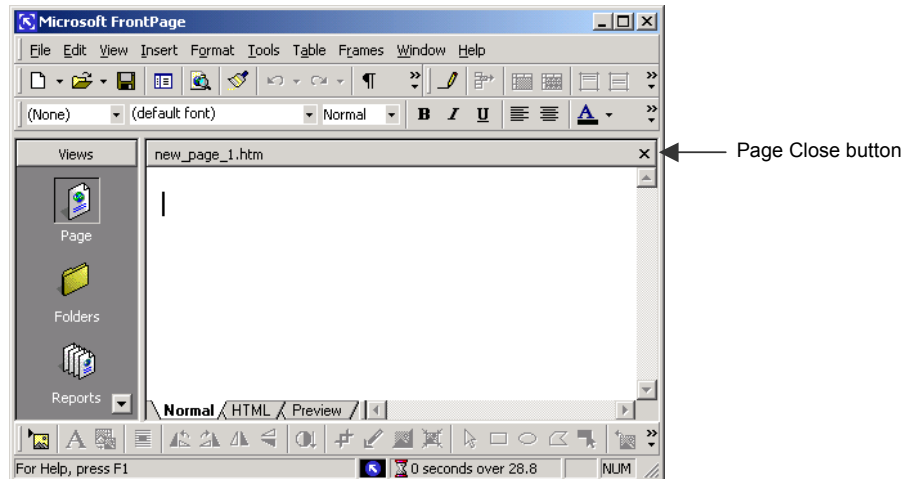 Microsoft FrontPage
File Edit View Insert Format Tools Table Frames Window Help
(None) (default font) Normal B I U A
Views
new_page_1.htm
Page Close button
Page
Folders
Reports
Normal HTML Preview
A
For Help, press F1 0 seconds over 28.8 NUM